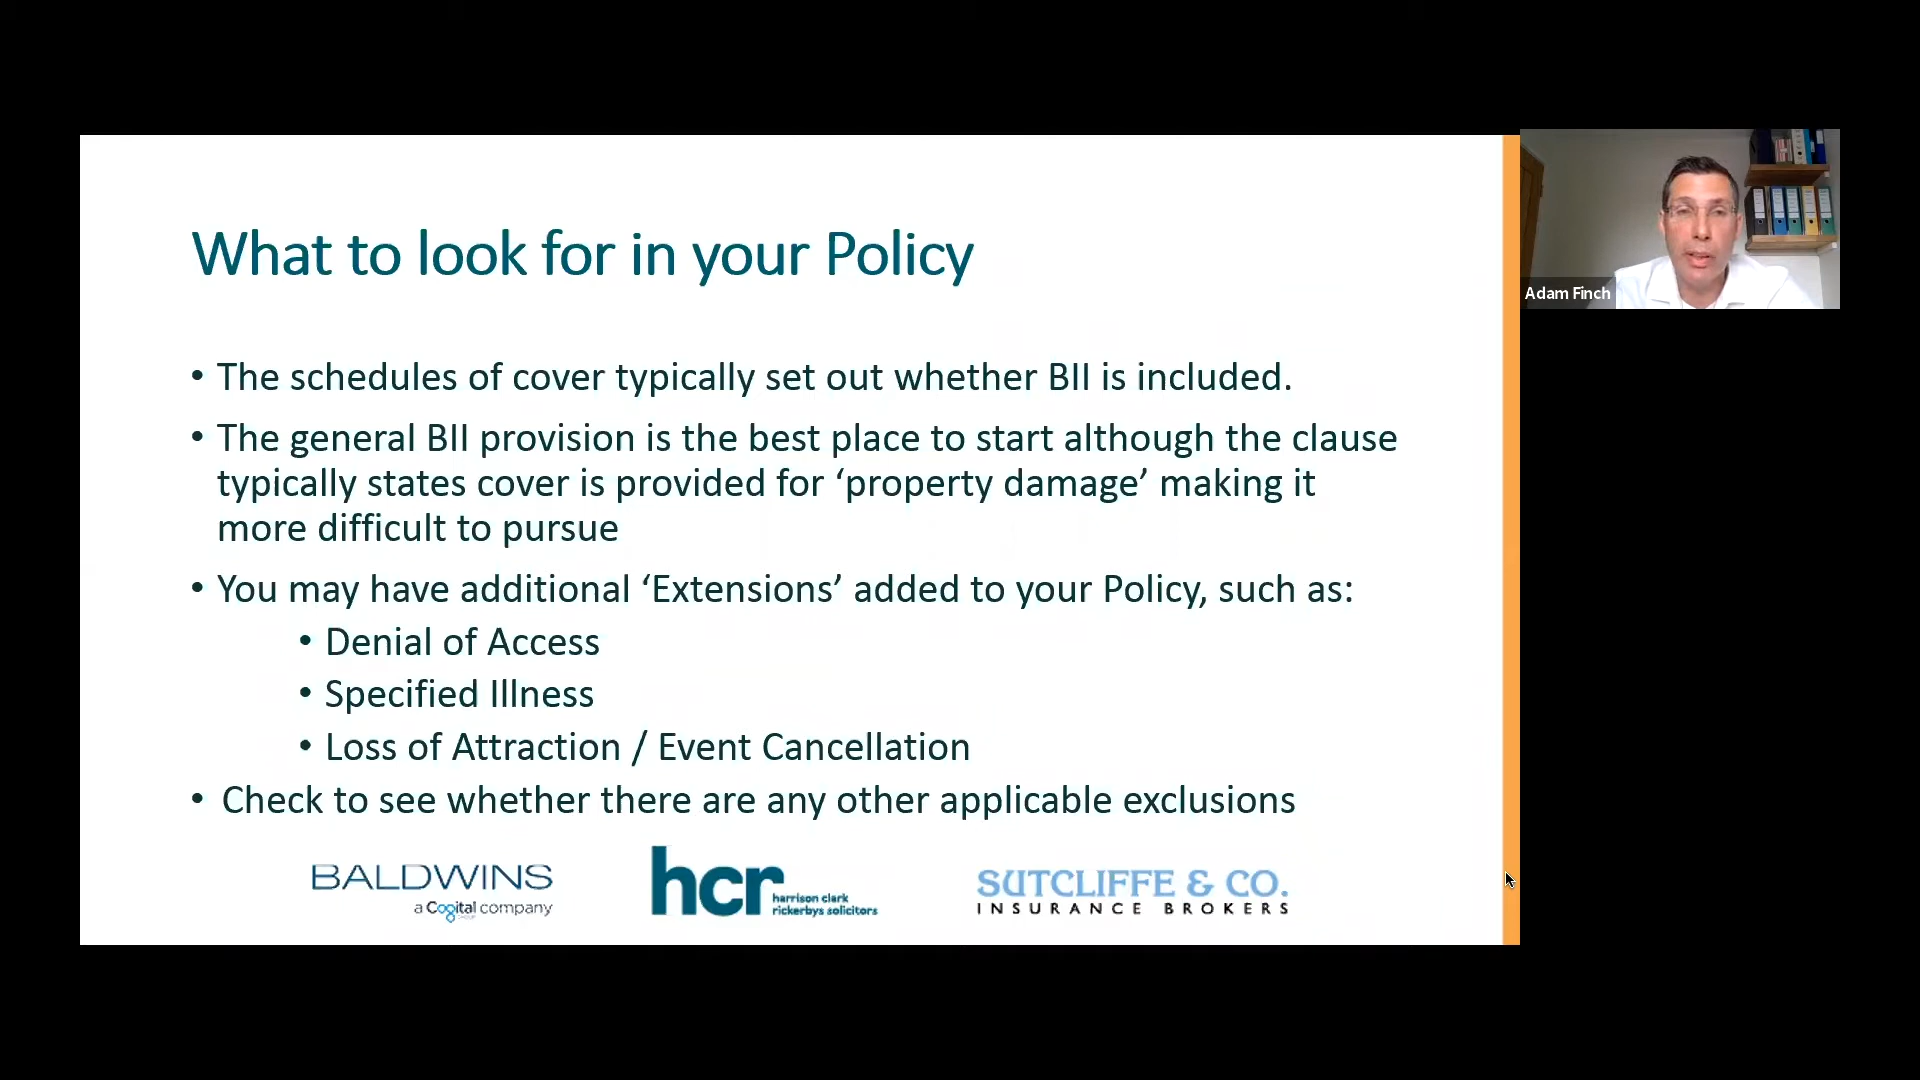 What to look for in your Policy
Adam Finch
• The schedules of cover typically set out whether BII is included.
• The general BII provision is the best place to start although the clause
typically states cover is provided for ‘property damage’ making it
more difficult to pursue
• You may have additional ‘Extensions’ added to your Policy, such as:
• Denial of Access
• Specified Illness
• Loss of Attraction / Event Cancellation
• Check to see whether there are any other applicable exclusions
BALDWINS
a Cogital company
hcr
harrison clark
rickerbys solicitors
SUTCLIFFE & CO.
INSURANCE BROKERS